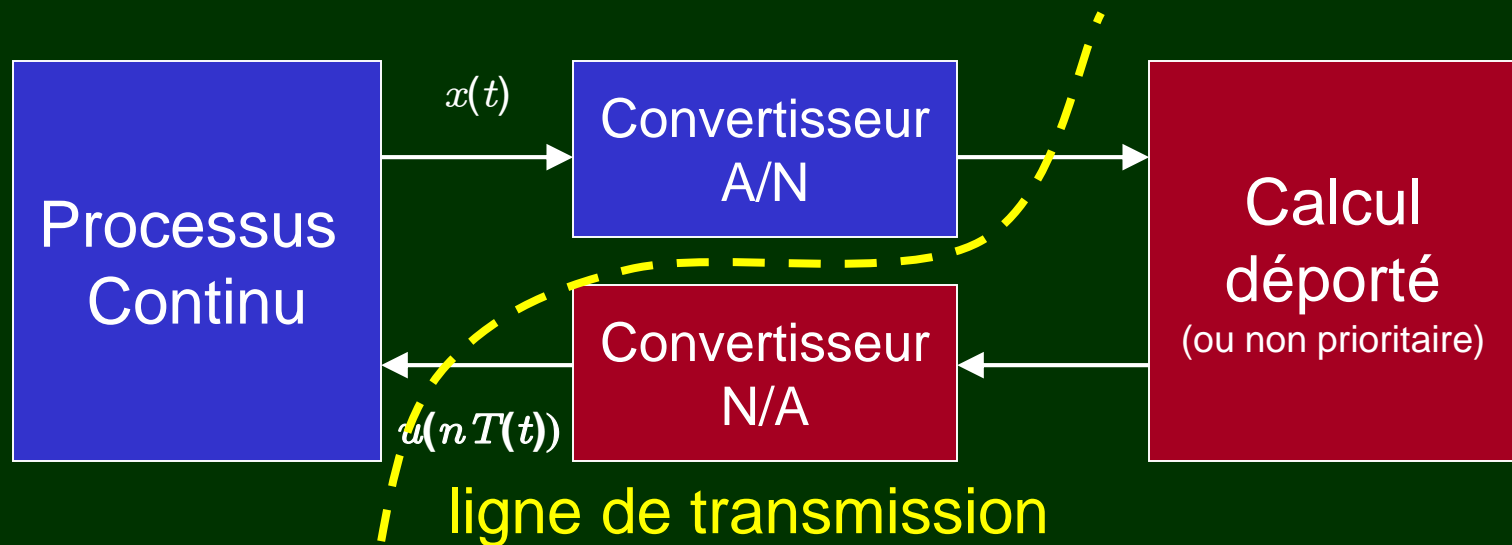 Processus
Continu
x(t)
Convertisseur
A/N
Convertisseur
N/A
u(nT(t))
Calcul
déporté
(ou non prioritaire)
ligne de transmission